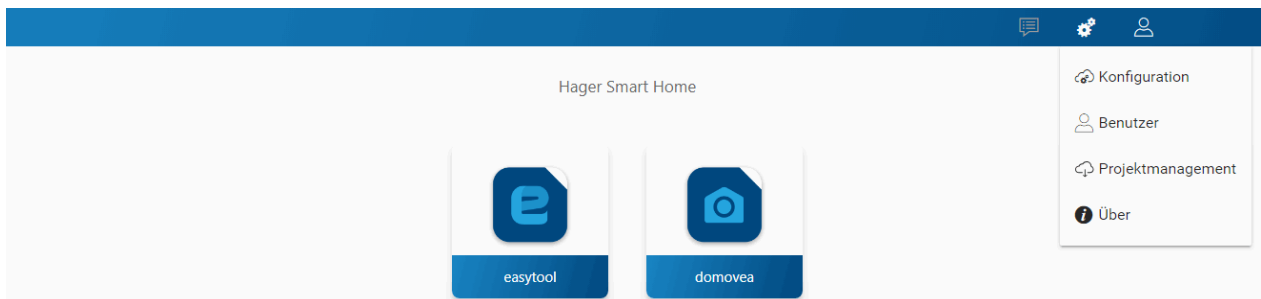 Hager Smart Home
Konfiguration
Benutzer
Projektmanagement
Über
easytool
domovea